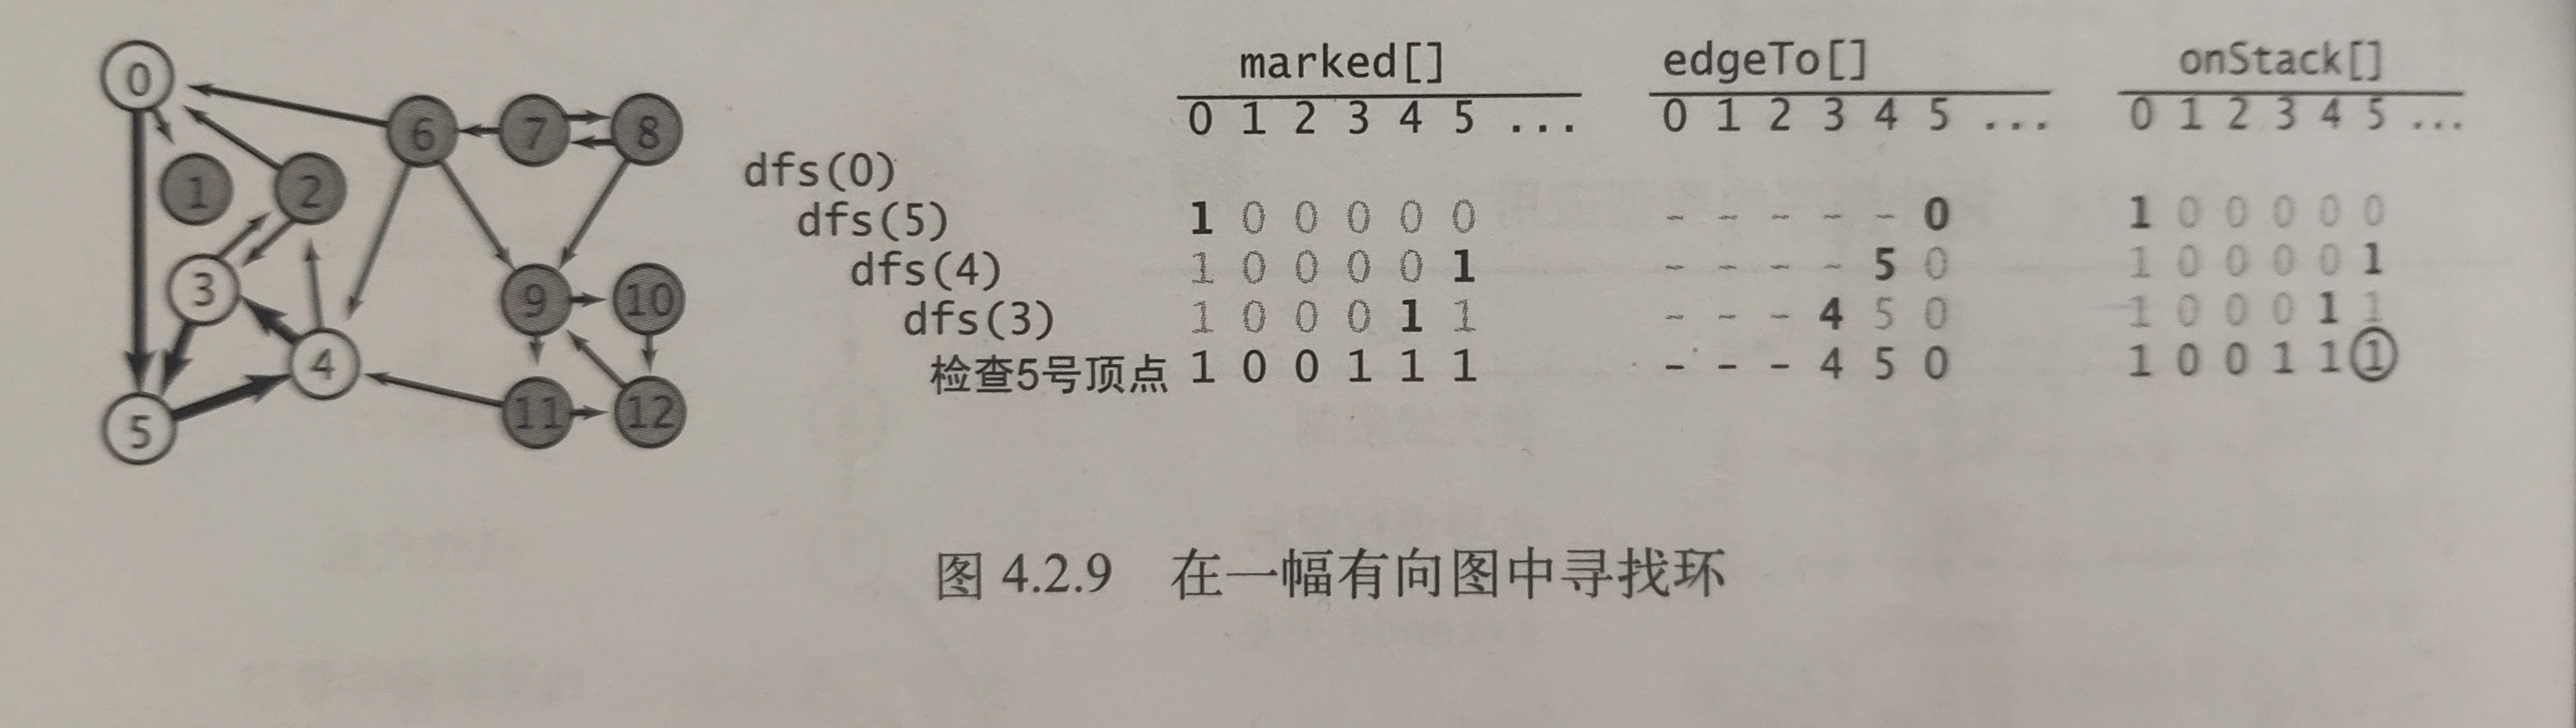 0
6 7 8
1 2
3
9 10
4
5 11 12
marked[] edgeTo[] onStack[]
0 1 2 3 4 5 ... 0 1 2 3 4 5 ... 0 1 2 3 4 5 ...
dfs(0)
dfs(5) 1 0 0 0 0 0 - - - - - 0 1 0 0 0 0 0
dfs(4) 1 0 0 0 0 1 - - - - 5 0 1 0 0 0 0 1
dfs(3) 1 0 0 0 1 1 - - - 4 5 0 1 0 0 0 1 1
检查5号顶点 1 0 0 1 1 1 - - - 4 5 0 1 0 0 1 1 1
图 4.2.9 在一幅有向图中寻找环